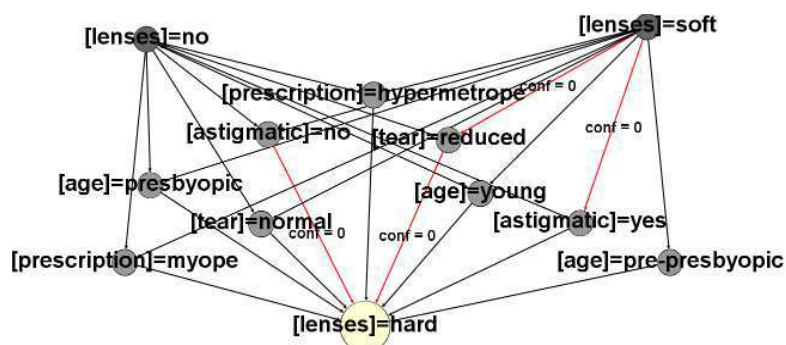 [lenses]=no
[lenses]=soft
[prescription]=hypermetrope
conf = 0
[astigmatic]=no
[tear]=reduced
conf = 0
[age]=presbyopic
[age]=young
[tear]=normal
[astigmatic]=yes
conf = 0
conf = 0
[prescription]=myope
[age]=pre-presbyopic
[lenses]=hard